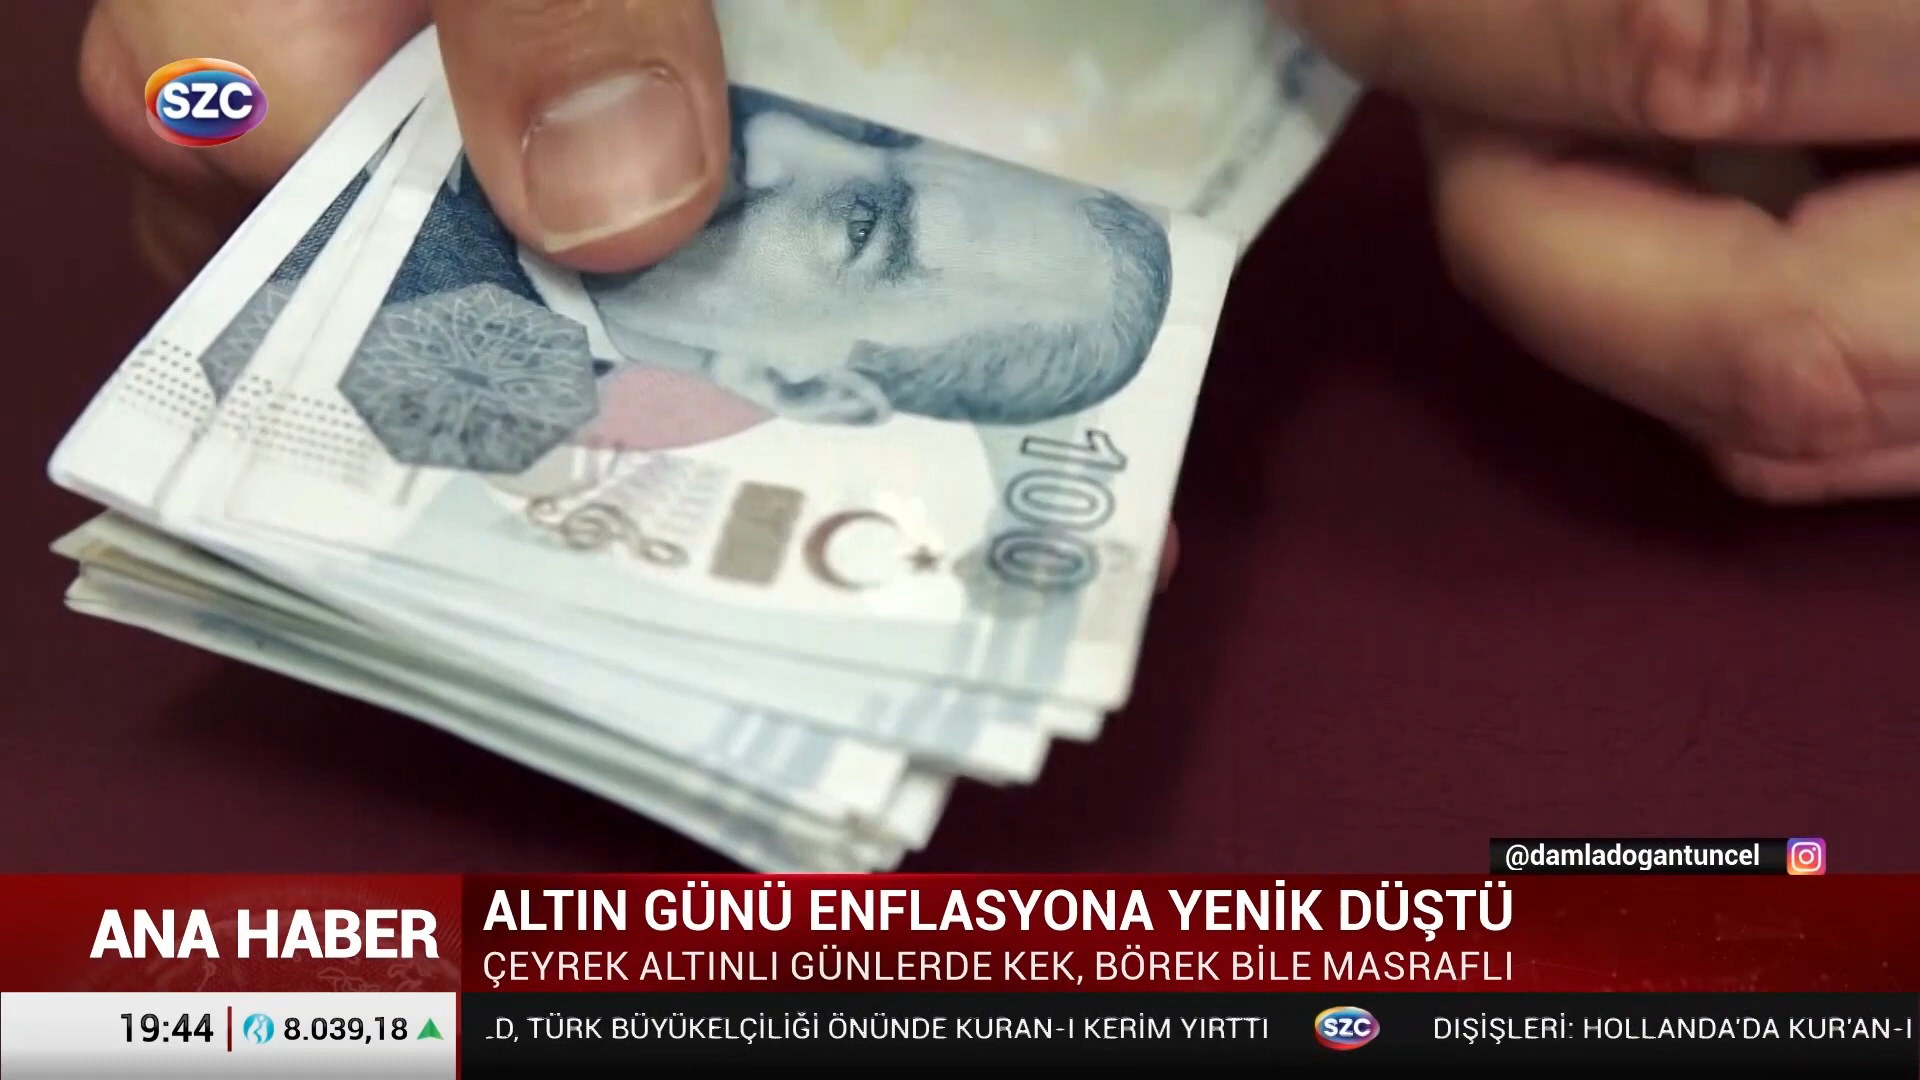 SZC
100
@damladogantuncel
ANA HABER
ALTIN GÜNÜ ENFLASYONA YENİK DÜŞTÜ
ÇEYREK ALTINLI GÜNLERDE KEK, BÖREK BİLE MASRAFLI
19:44 8.039,18
D, TÜRK BÜYÜKELÇİLİĞİ ÖNÜNDE KURAN-I KERİM YIRTTI SZC DIŞİŞLERİ: HOLLANDA'DA KUR'AN-I